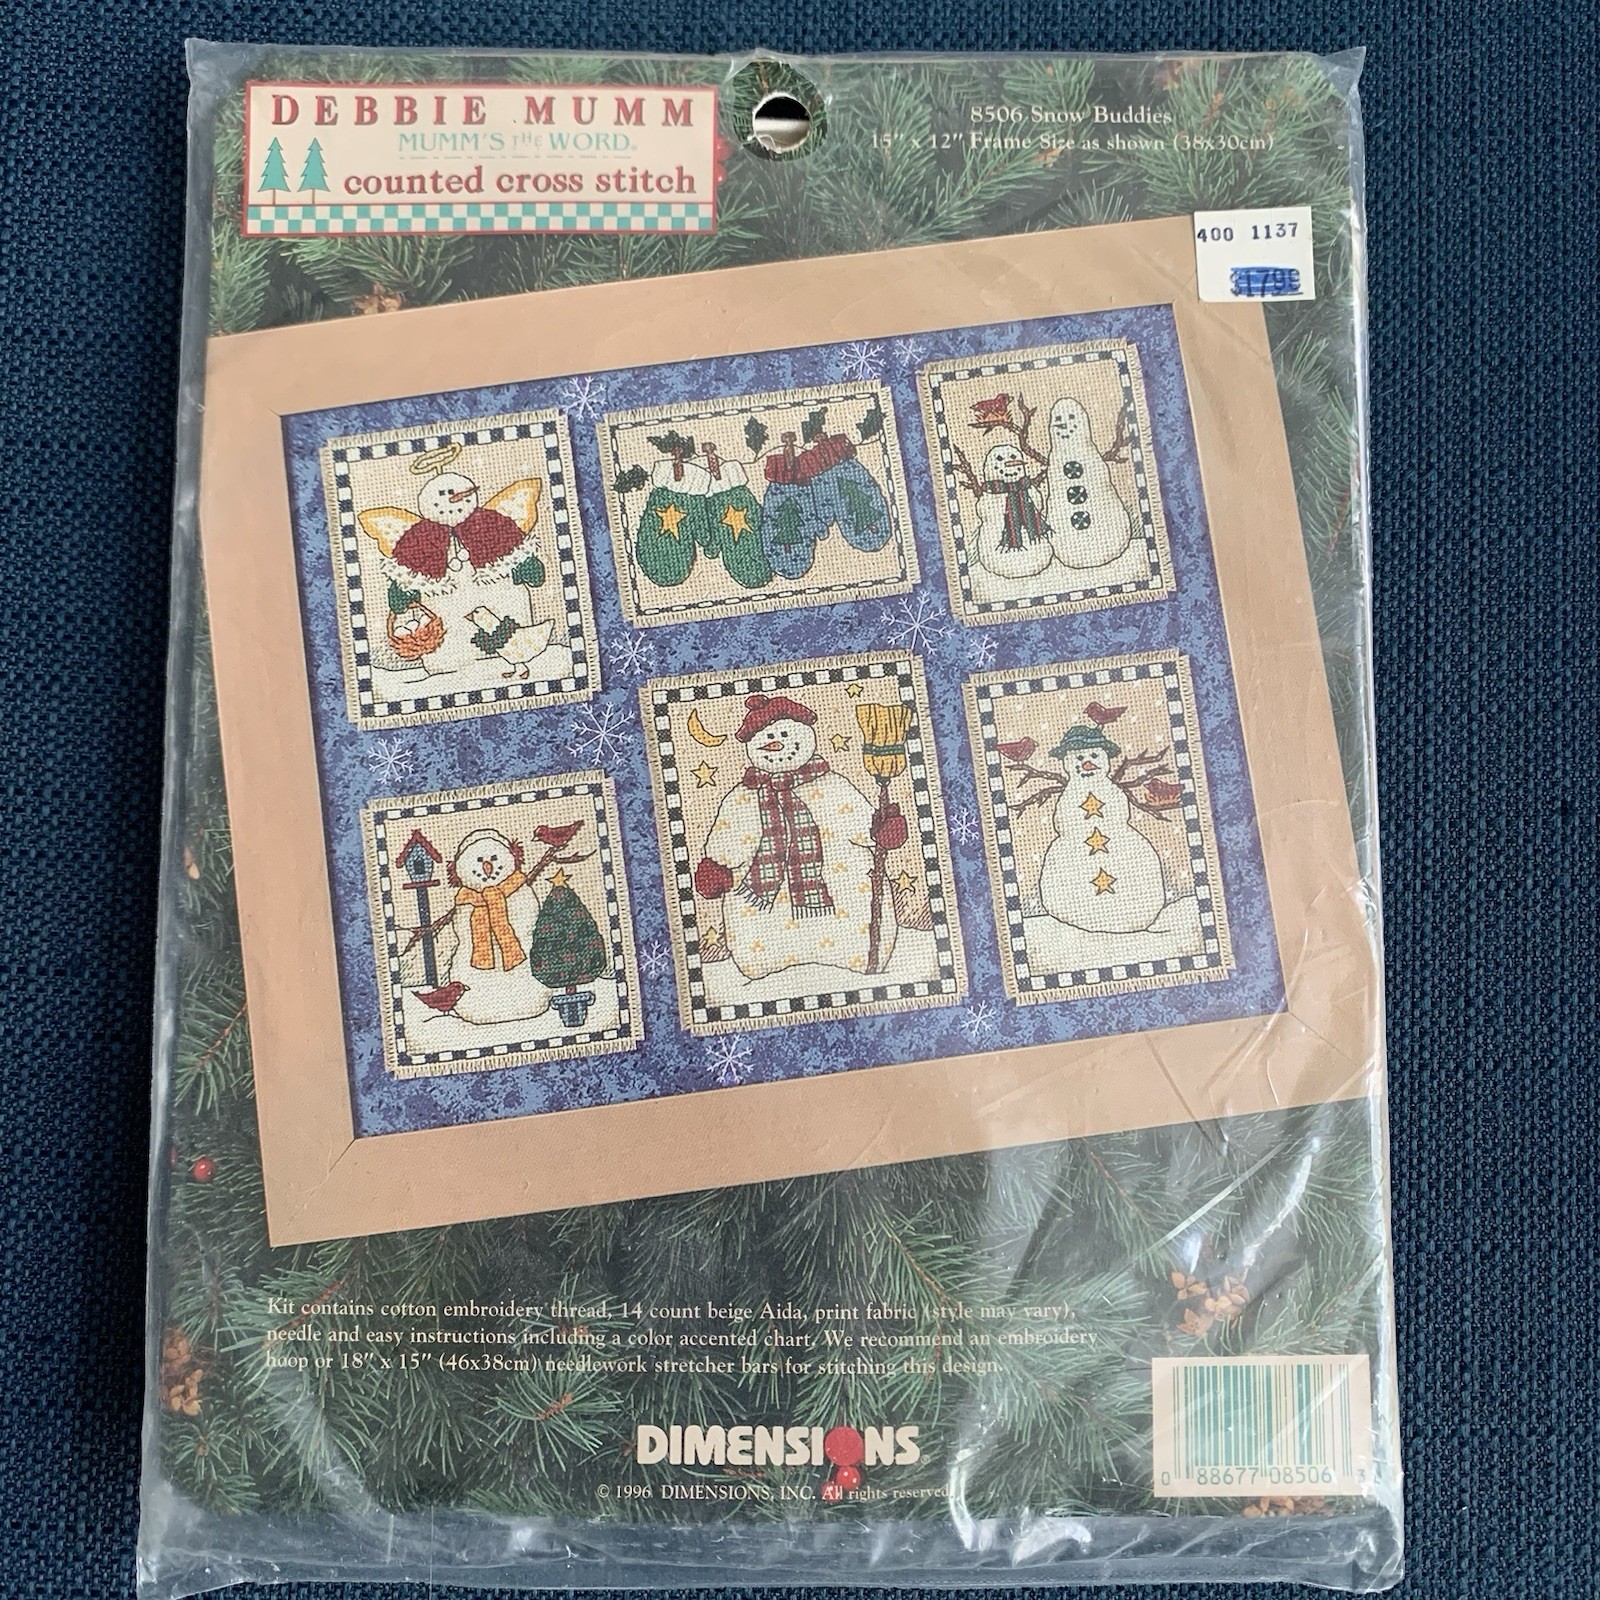 DEBBIE MUMM
MUMM'S THE WORD®
counted cross stitch
8506 Snow Buddies
15" x 12" Frame Size as shown (38x30cm)
400 1137
Kit contains cotton embroidery thread, 14 count beige Aida, print fabric (style may vary),
needle and easy instructions including a color accented chart. We recommend an embroidery
hoop or 18" x 15" (46x38cm) needlework stretcher bars for stitching this design.
DIMENSIONS®
© 1996 DIMENSIONS, INC. All rights reserved.
0 88677 08506 3